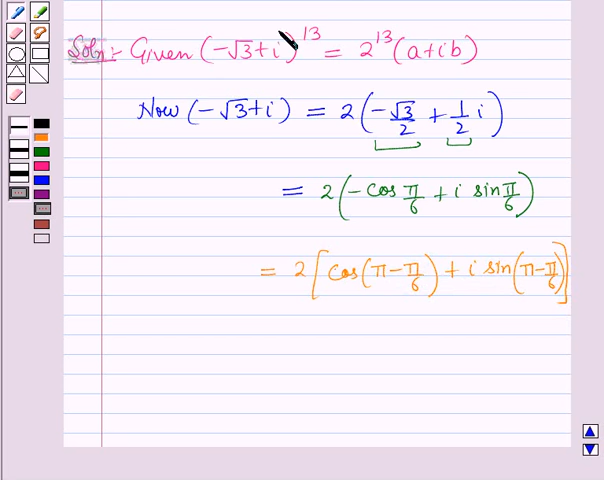 Soln:- Given (-√3+i)^13 = 2^13 (a+ib)
Now (-√3+i) = 2(-√3/2 + 1/2 i)
= 2(-cos π/6 + i sin π/6)
= 2[cos(π-π/6) + i sin(π-π/6)]